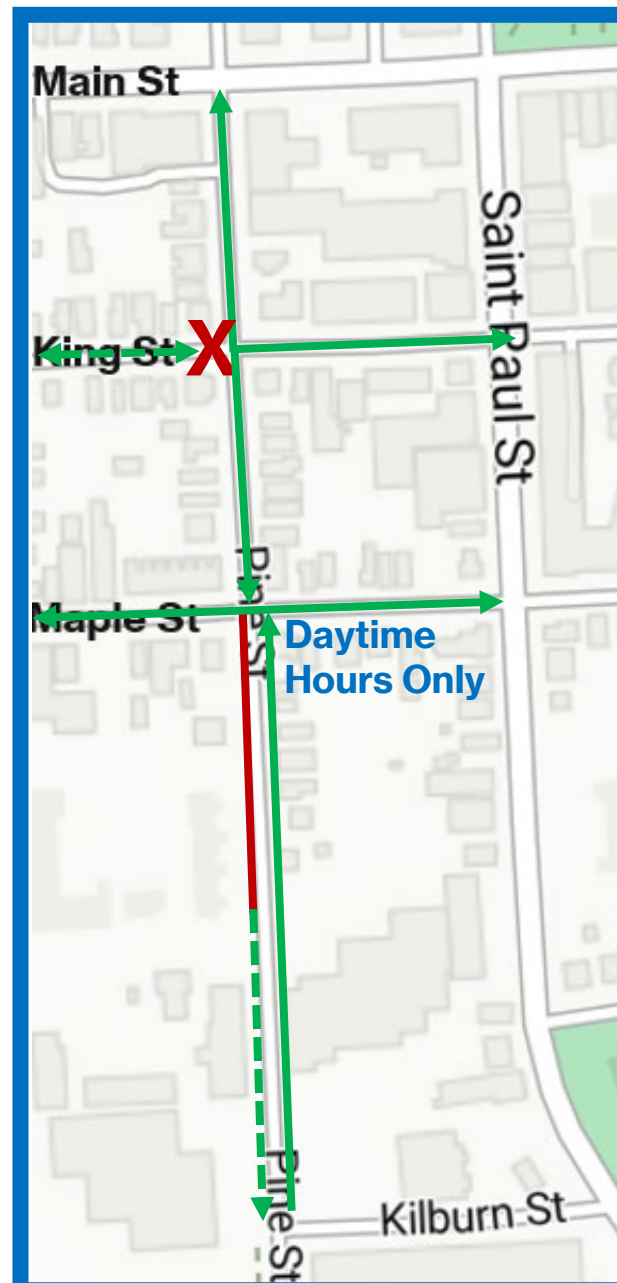 Main St
Saint Paul St
King St
X
Pine St
Maple St
Daytime
Hours Only
Pine St
Kilburn St